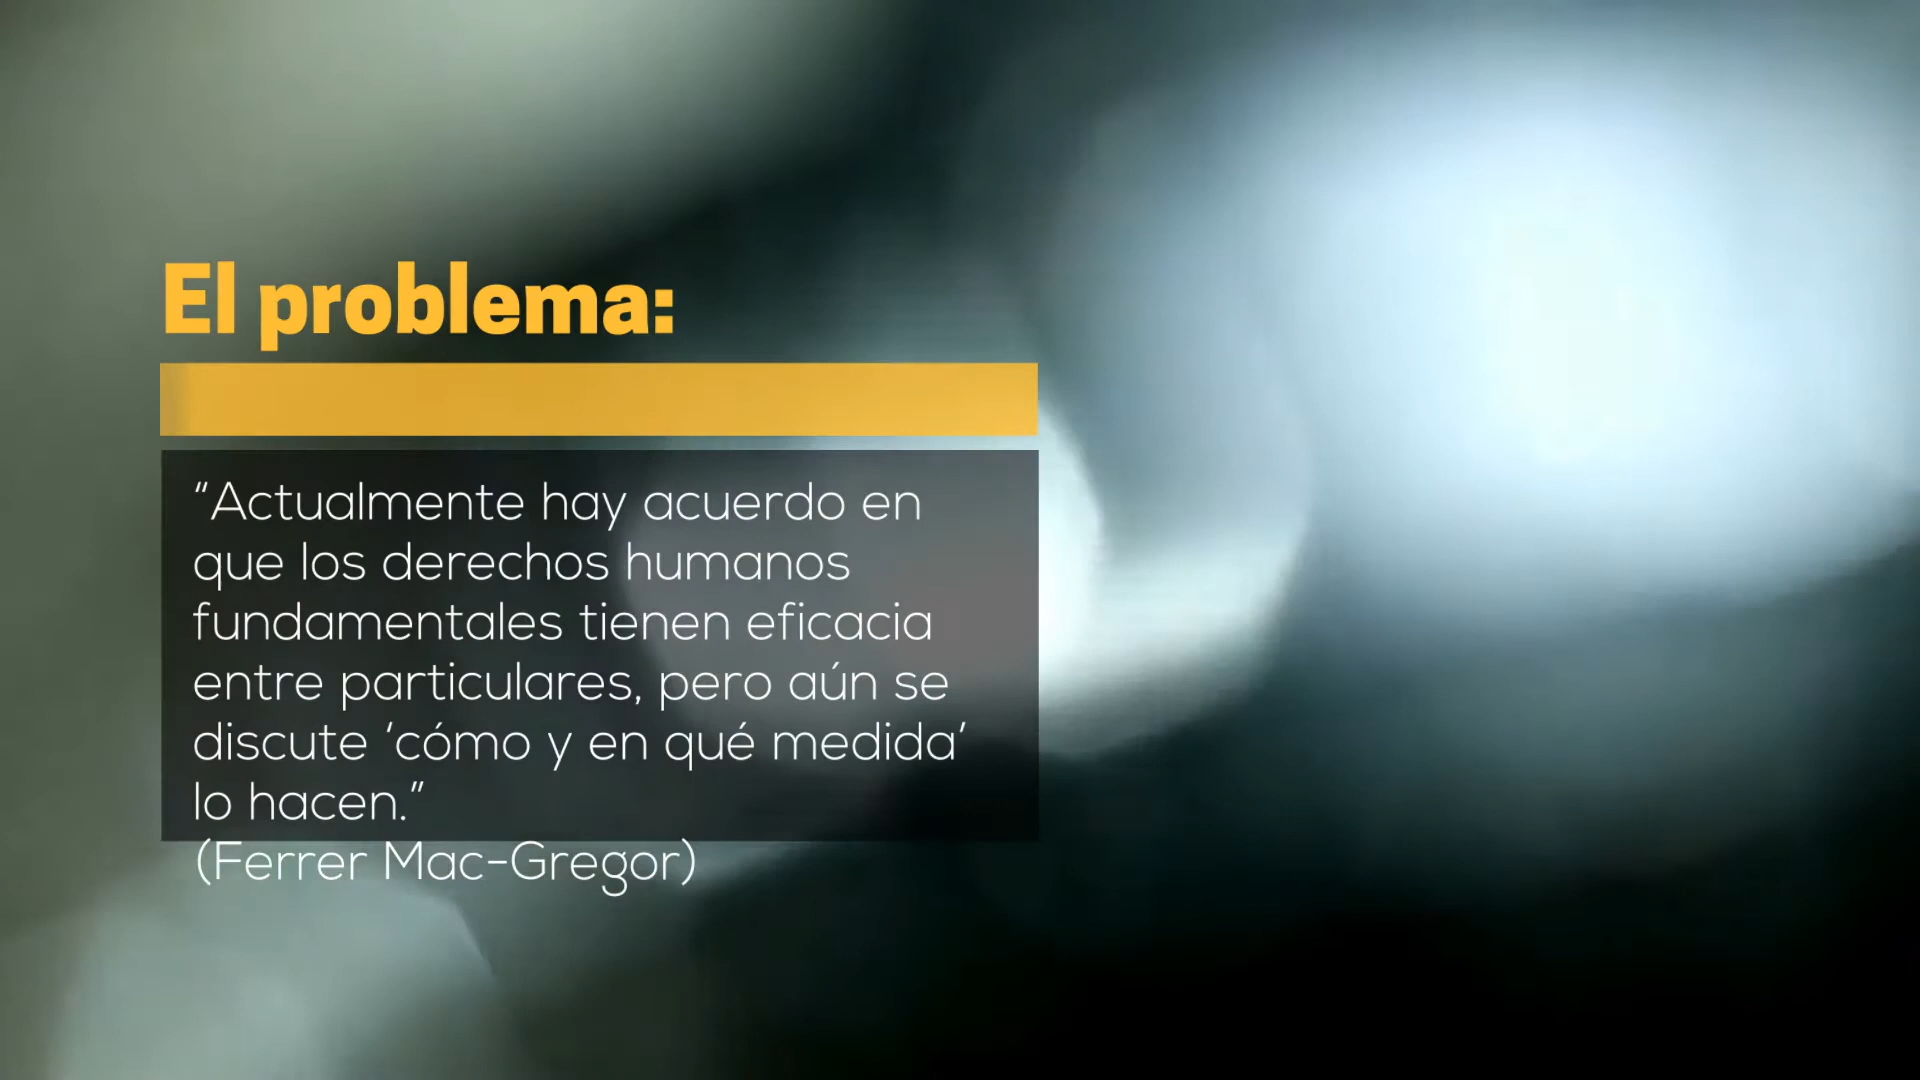 El problema:
“Actualmente hay acuerdo en
que los derechos humanos
fundamentales tienen eficacia
entre particulares, pero aún se
discute ‘cómo y en qué medida’
lo hacen.”
(Ferrer Mac-Gregor)